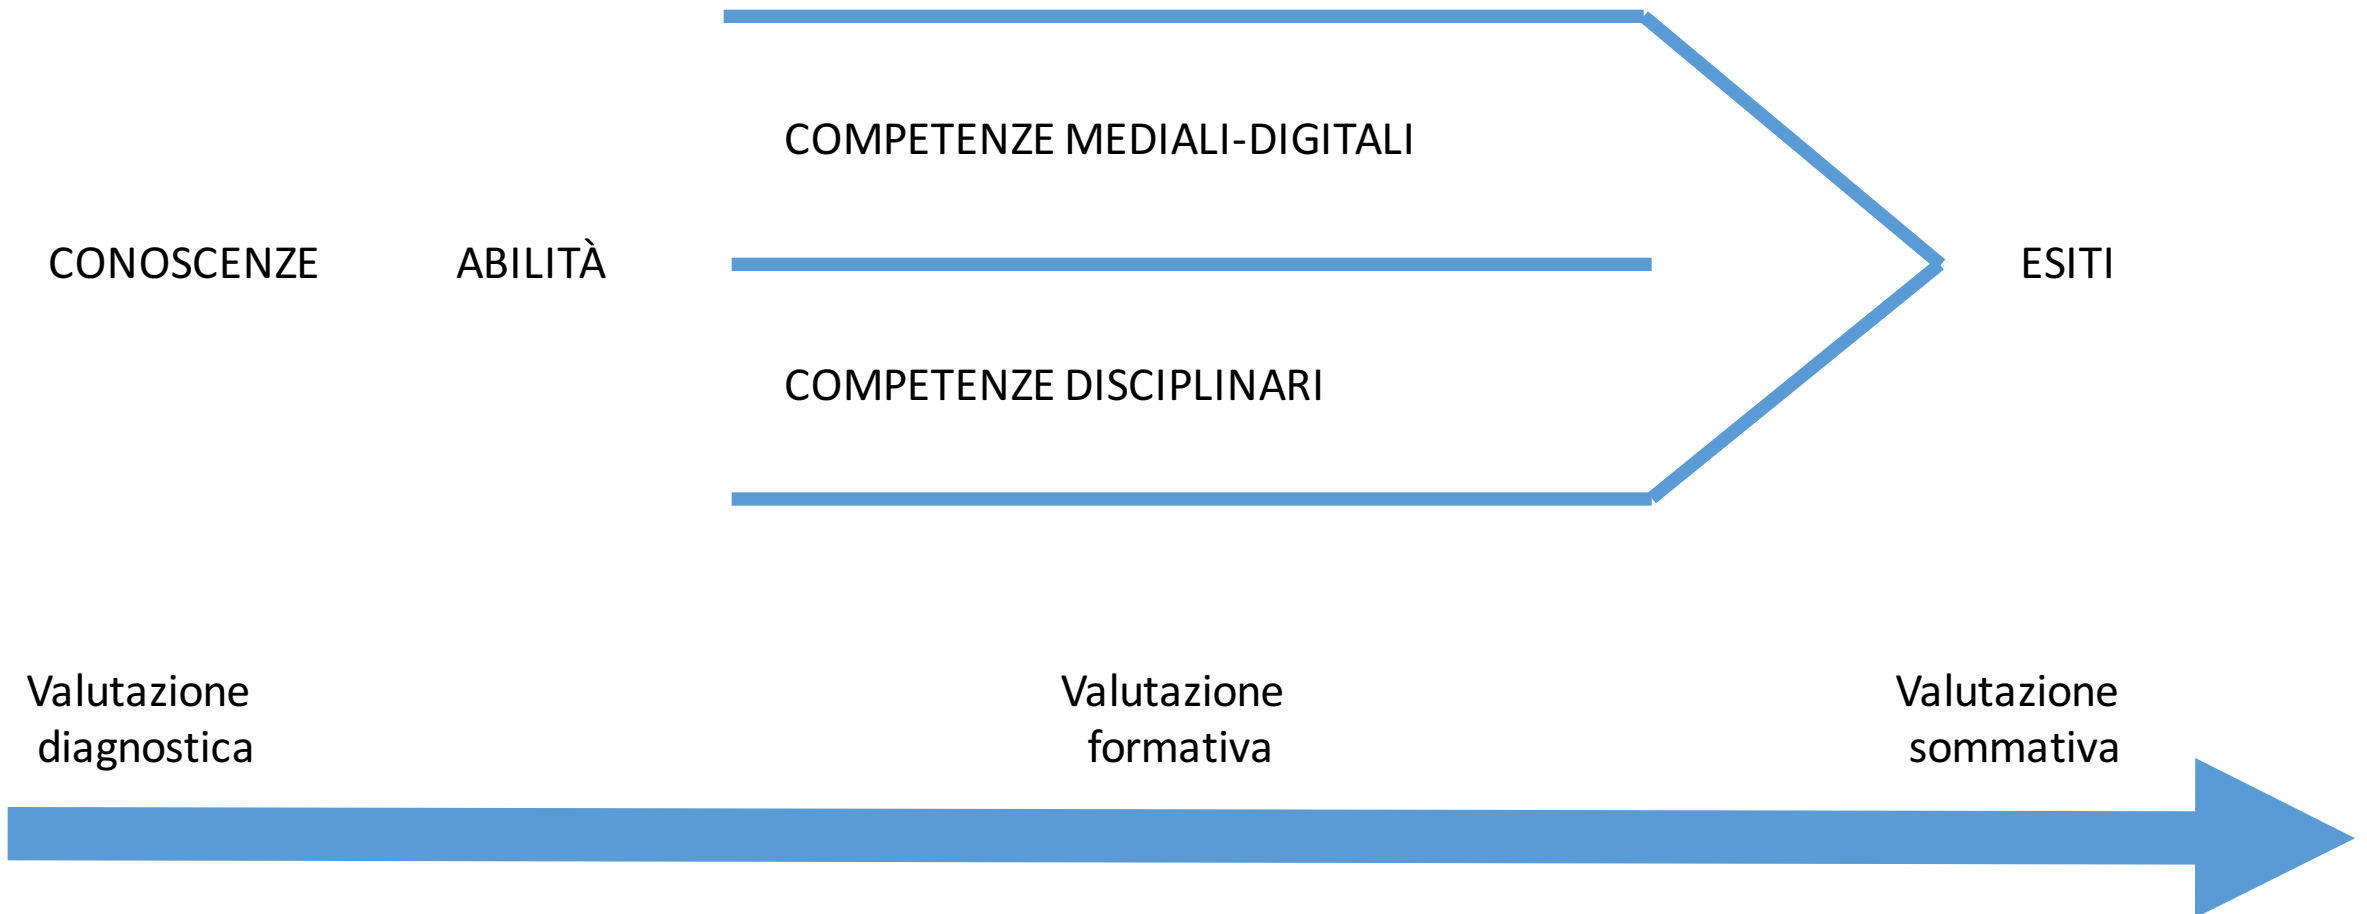 COMPETENZE MEDIALI-DIGITALI
CONOSCENZE
ABILITÀ
ESITI
COMPETENZE DISCIPLINARI
Valutazione
diagnostica
Valutazione
formativa
Valutazione
sommativa